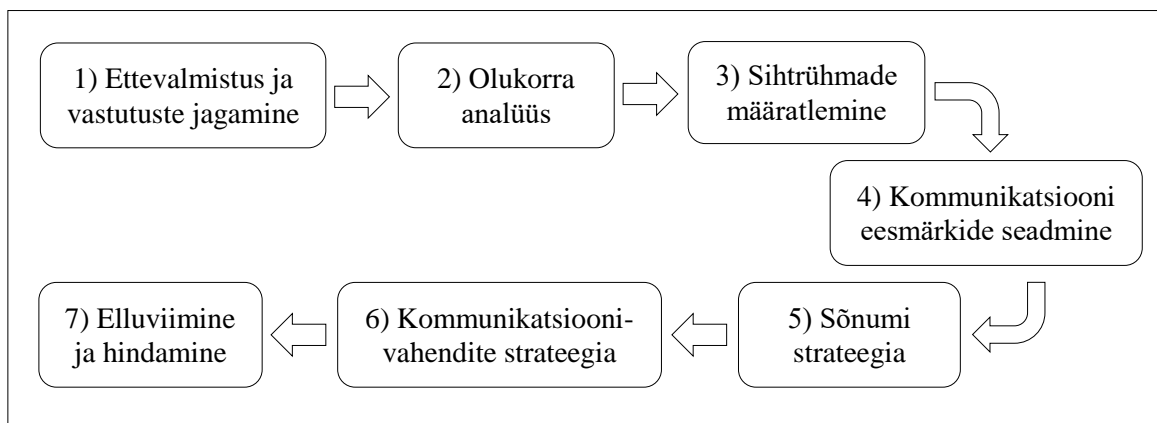 1) Ettevalmistus ja
vastutuste jagamine
2) Olukorra
analüüs
3) Sihtrühmade
määratlemine
4) Kommunikatsiooni
eesmärkide seadmine
5) Sõnumi
strateegia
6) Kommunikatsiooni-
vahendite strateegia
7) Elluviimine
ja hindamine